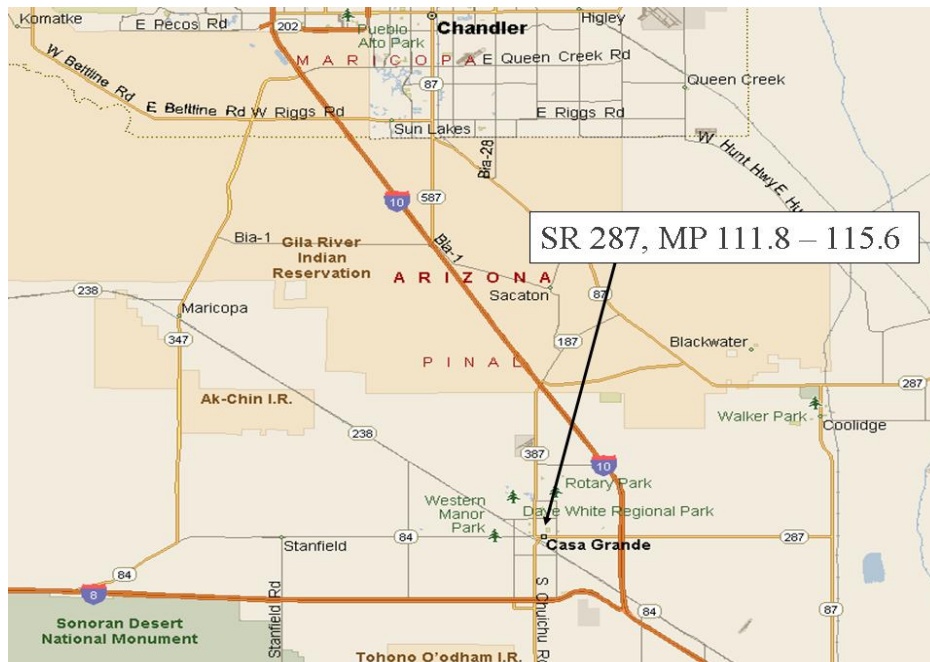 Komatke
E Pecos Rd
202
Pueblo
Alto Park
Chandler
Higley
MARICOPA
E Queen Creek Rd
W Beltline Rd
87
Queen Creek
E Beltline Rd
W Riggs Rd
E Riggs Rd
Sun Lakes
Bia-28
W Hunt Hwy
E Hu
10
587
SR 287, MP 111.8 – 115.6
Bia-1
Bia-1
Gila River
Indian
Reservation
ARIZONA
238
Sacaton
87
Maricopa
347
187
Blackwater
PINAL
287
Ak-Chin I.R.
Walker Park
Coolidge
238
387
10
Rotary Park
Western
Manor
Park
Dave White Regional Park
Stanfield
84
Casa Grande
287
84
8
S Chuichu Rd
84
87
Stanfield Rd
Sonoran Desert
National Monument
Tohono O'odham I.R.